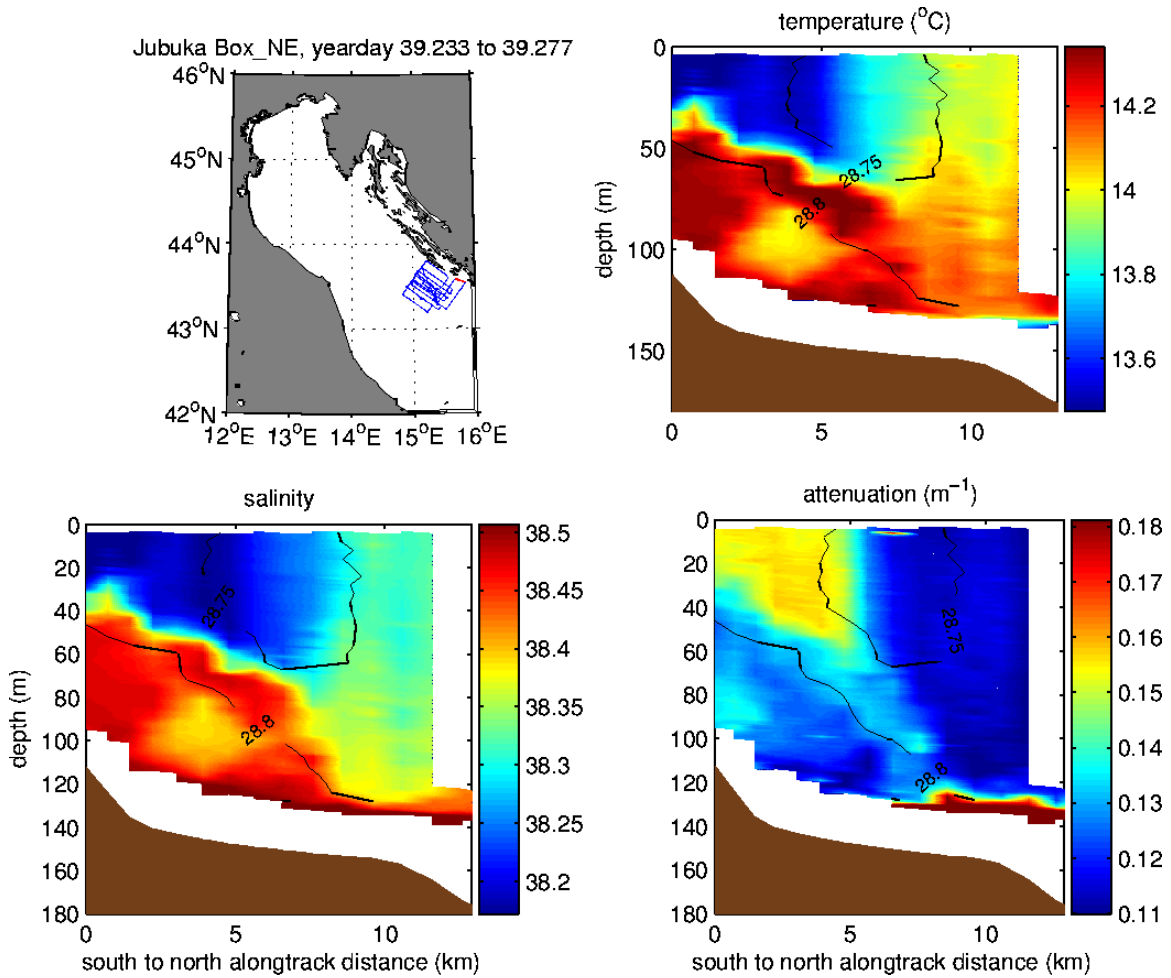 Jubuka Box_NE, yearday 39.233 to 39.277
46°N
45°N
44°N
43°N
42°N
12°E 13°E 14°E 15°E 16°E
temperature (°C)
0
50
100
150
depth (m)
0 5 10
28.75
28.8
14.2
14
13.8
13.6
salinity
0
20
40
60
80
100
120
140
160
180
depth (m)
0 5 10
south to north alongtrack distance (km)
28.75
28.8
38.5
38.45
38.4
38.35
38.3
38.25
38.2
attenuation (m⁻¹)
0
20
40
60
80
100
120
140
160
180
0 5 10
south to north alongtrack distance (km)
28.75
28.8
0.18
0.17
0.16
0.15
0.14
0.13
0.12
0.11